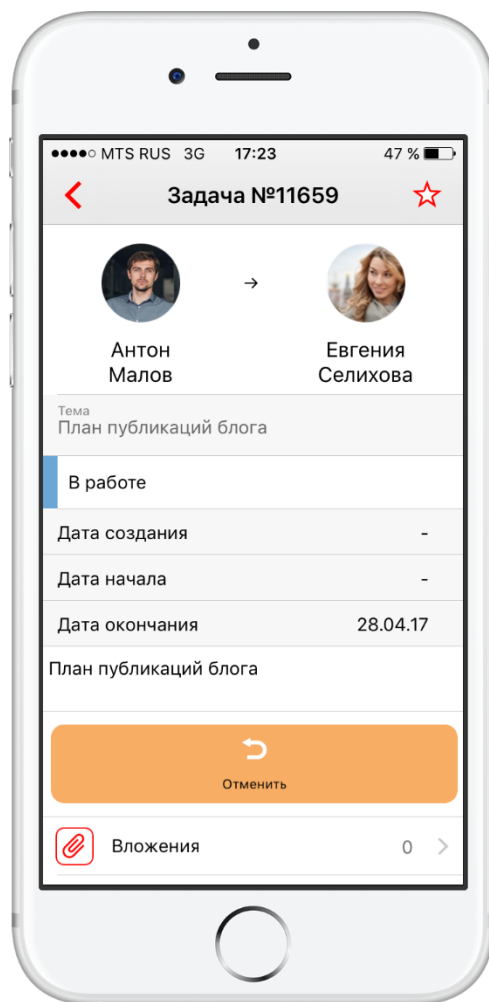 MTS RUS 3G 17:23 47 %
Задача №11659
→
Антон Малов
Евгения Селихова
Тема
План публикаций блога
В работе
Дата создания -
Дата начала -
Дата окончания 28.04.17
План публикаций блога
Отменить
Вложения 0